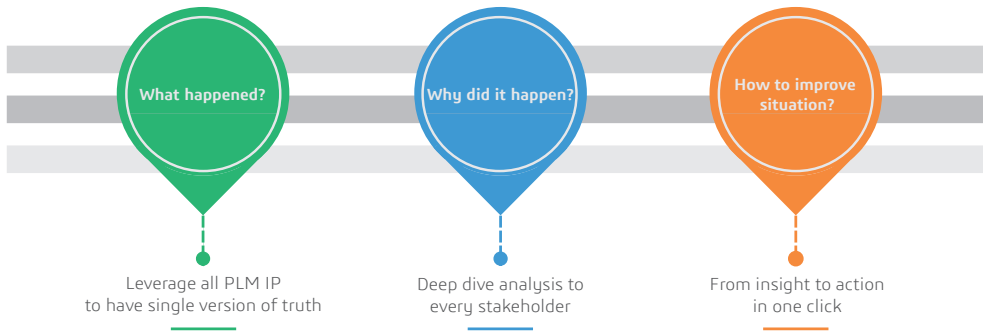 What happened?
Why did it happen?
How to improve
situation?
Leverage all PLM IP
to have single version of truth
Deep dive analysis to
every stakeholder
From insight to action
in one click